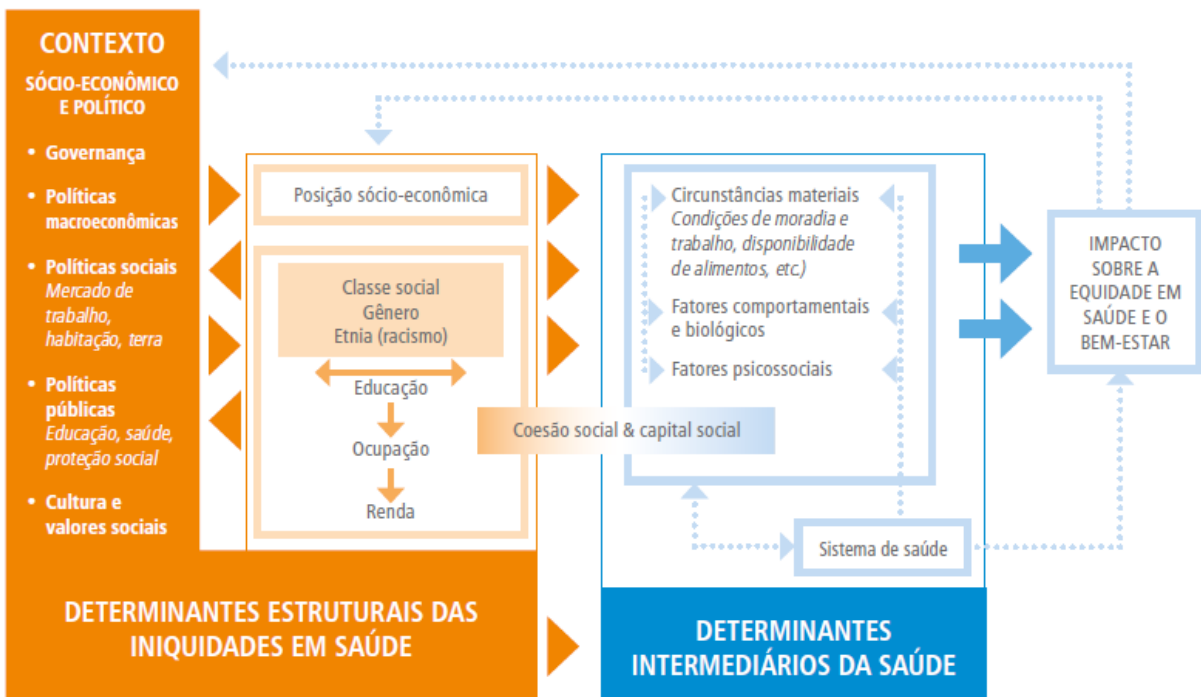 CONTEXTO
SÓCIO-ECONÔMICO
E POLÍTICO
• Governança
• Políticas
macroeconômicas
• Políticas sociais
Mercado de
trabalho,
habitação, terra
• Políticas
públicas
Educação, saúde,
proteção social
• Cultura e
valores sociais
Posição sócio-econômica
Classe social
Gênero
Etnia (racismo)
Educação
Ocupação
Renda
Coesão social & capital social
Circunstâncias materiais
Condições de moradia e
trabalho, disponibilidade
de alimentos, etc.)
Fatores comportamentais
e biológicos
Fatores psicossociais
Sistema de saúde
IMPACTO
SOBRE A
EQUIDADE EM
SAÚDE E O
BEM-ESTAR
DETERMINANTES ESTRUTURAIS DAS
INIQUIDADES EM SAÚDE
DETERMINANTES
INTERMEDIÁRIOS DA SAÚDE